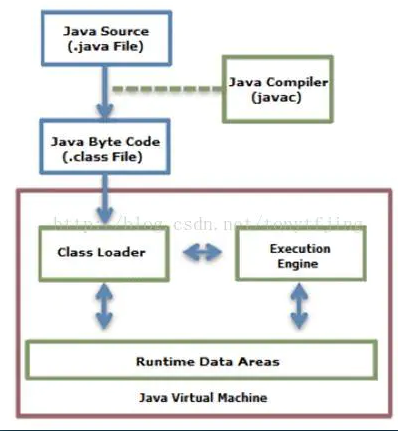 Java Source
(.java File)
Java Compiler
(javac)
Java Byte Code
(.class File)
http://blog.csdn.net/tonytfjing
Class Loader
Execution
Engine
Runtime Data Areas
Java Virtual Machine